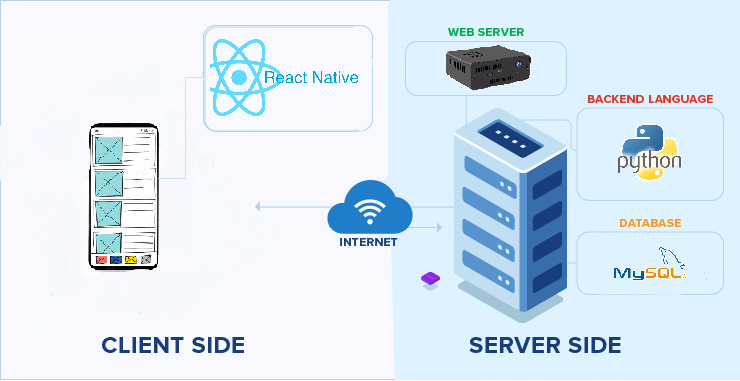 WEB SERVER
React Native
BACKEND LANGUAGE
python
DATABASE
INTERNET
MySQL
CLIENT SIDE
SERVER SIDE